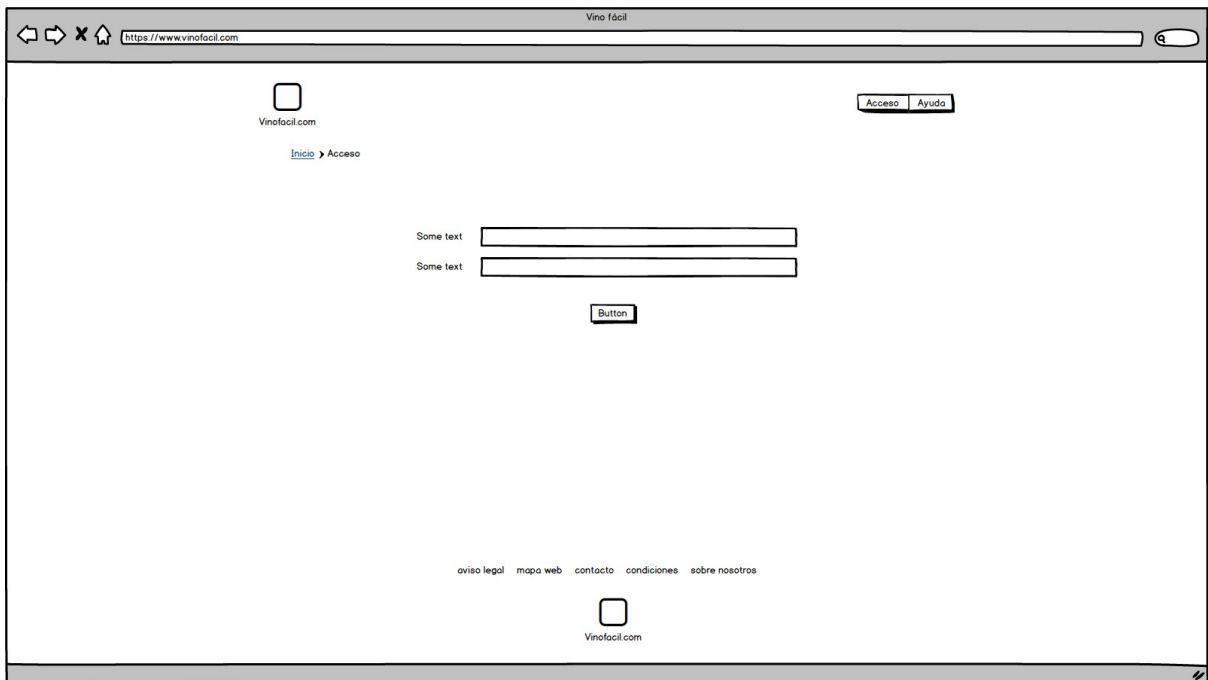 Vino fácil
https://www.vinofacil.com
Vinofacil.com
Acceso Ayuda
Inicio Acceso
Some text
Some text
Button
aviso legal mapa web contacto condiciones sobre nosotros
Vinofacil.com